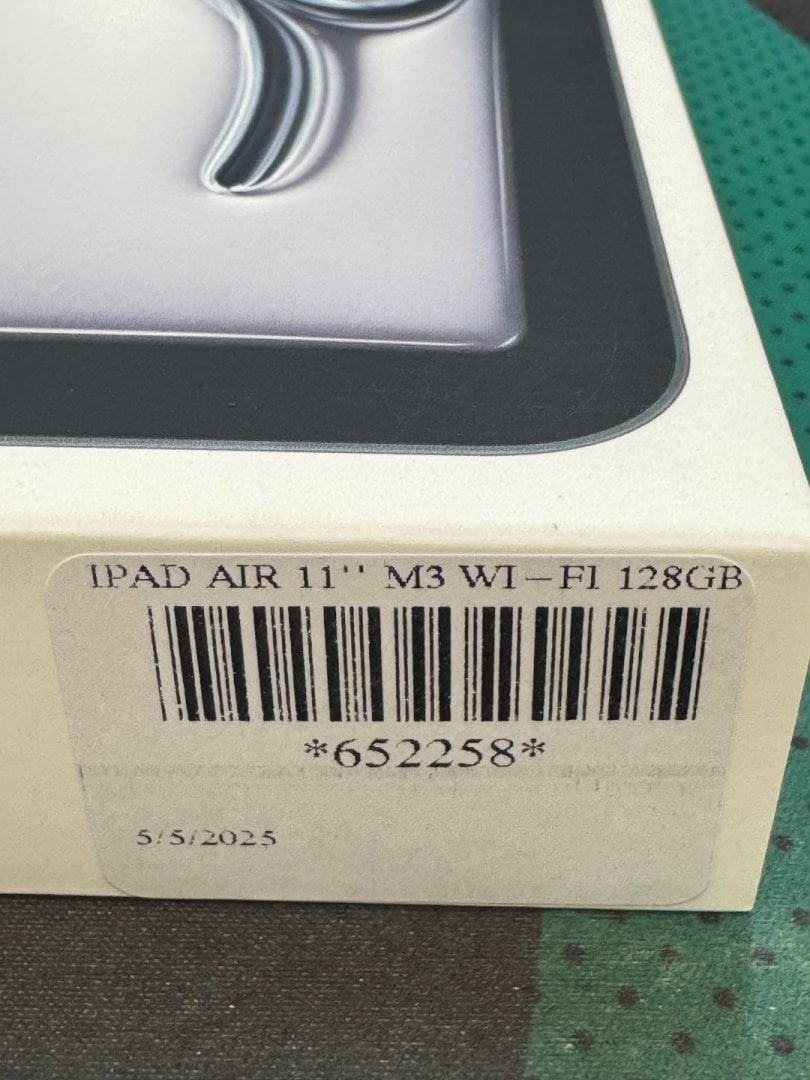 IPAD AIR 11'' M3 WI-FI 128GB
*652258*
5/5/2025